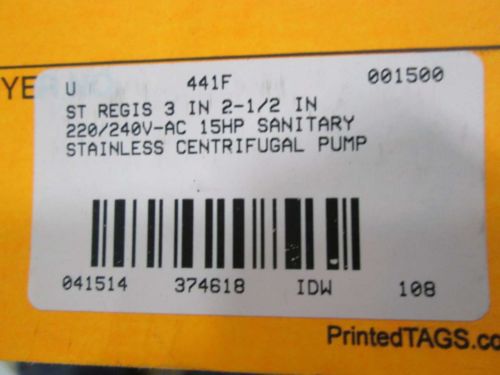 YE
U 441F 001500
ST REGIS 3 IN 2-1/2 IN
220/240V-AC 15HP SANITARY
STAINLESS CENTRIFUGAL PUMP
041514 374618 IDW 108
PrintedTAGS.co